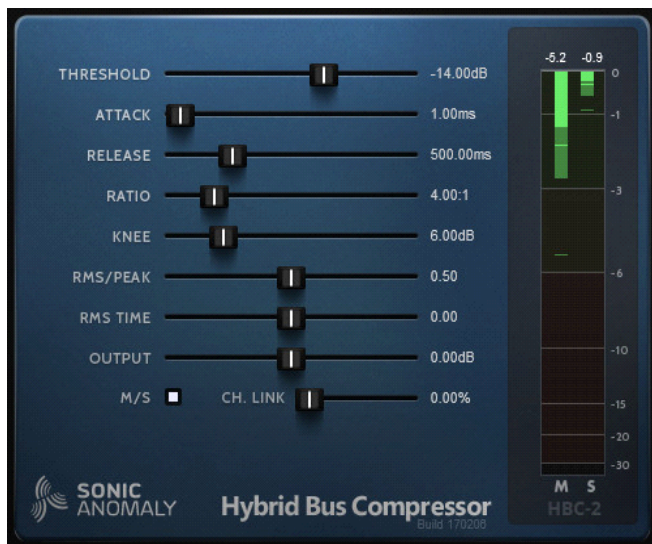 THRESHOLD -14.00dB
ATTACK 1.00ms
RELEASE 500.00ms
RATIO 4.00:1
KNEE 6.00dB
RMS/PEAK 0.50
RMS TIME 0.00
OUTPUT 0.00dB
M/S CH. LINK 0.00%
SONIC
ANOMALY
Hybrid Bus Compressor
Build 170206
-5.2 -0.9
0
-1
-3
-6
-10
-15
-20
-30
M S
HBC-2